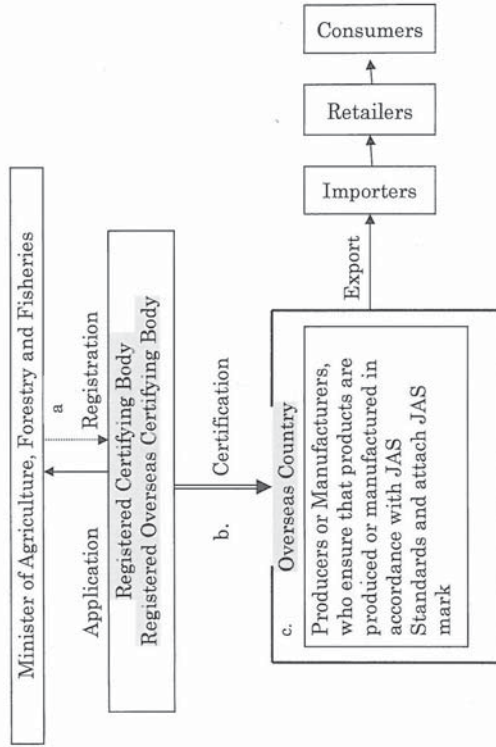 Minister of Agriculture, Forestry and Fisheries
a
Application
Registration
Registered Certifying Body
Registered Overseas Certifying Body
b.
Certification
c.
Overseas Country
Producers or Manufacturers,
who ensure that products are
produced or manufactured in
accordance with JAS
Standards and attach JAS
mark
Export
Importers
Retailers
Consumers